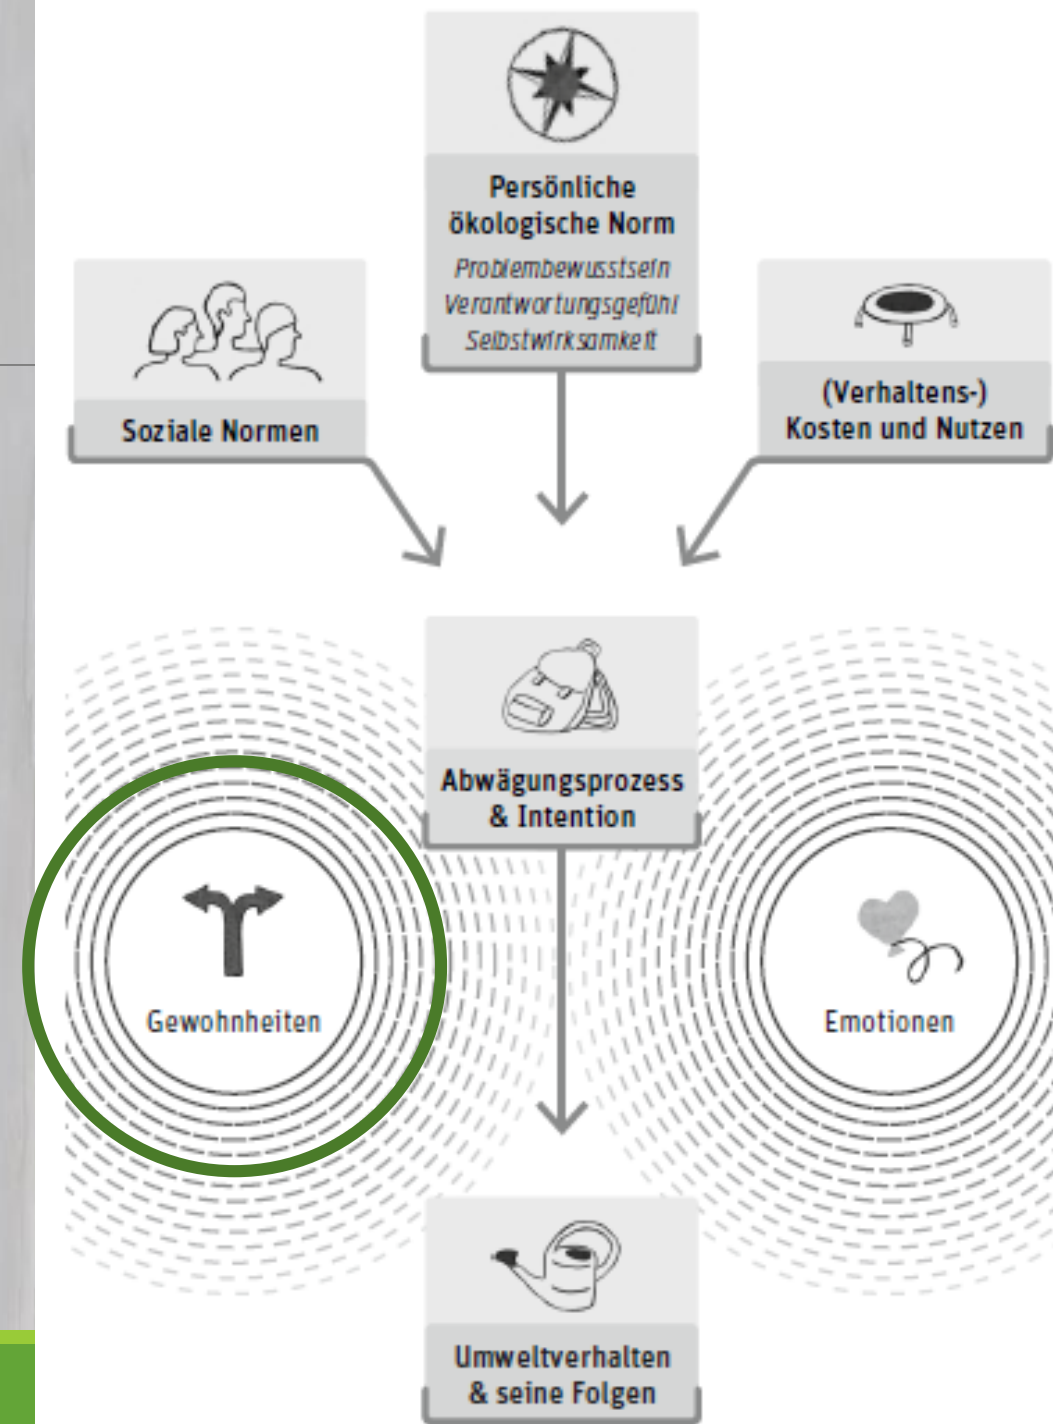 Persönliche
ökologische Norm
Problembewusstsein
Verantwortungsgefühl
Selbstwirksamkeit
Soziale Normen
(Verhaltens-)
Kosten und Nutzen
Abwägungsprozess
& Intention
Gewohnheiten
Emotionen
Umweltverhalten
& seine Folgen